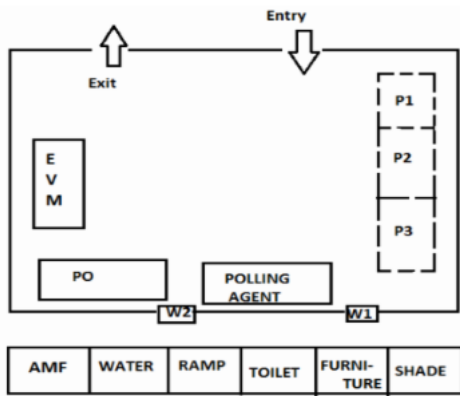 Entry
Exit
P1
E
V
M
P2
P3
PO
POLLING
AGENT
W2
W1
AMF
WATER
RAMP
TOILET
FURNI-
TURE
SHADE